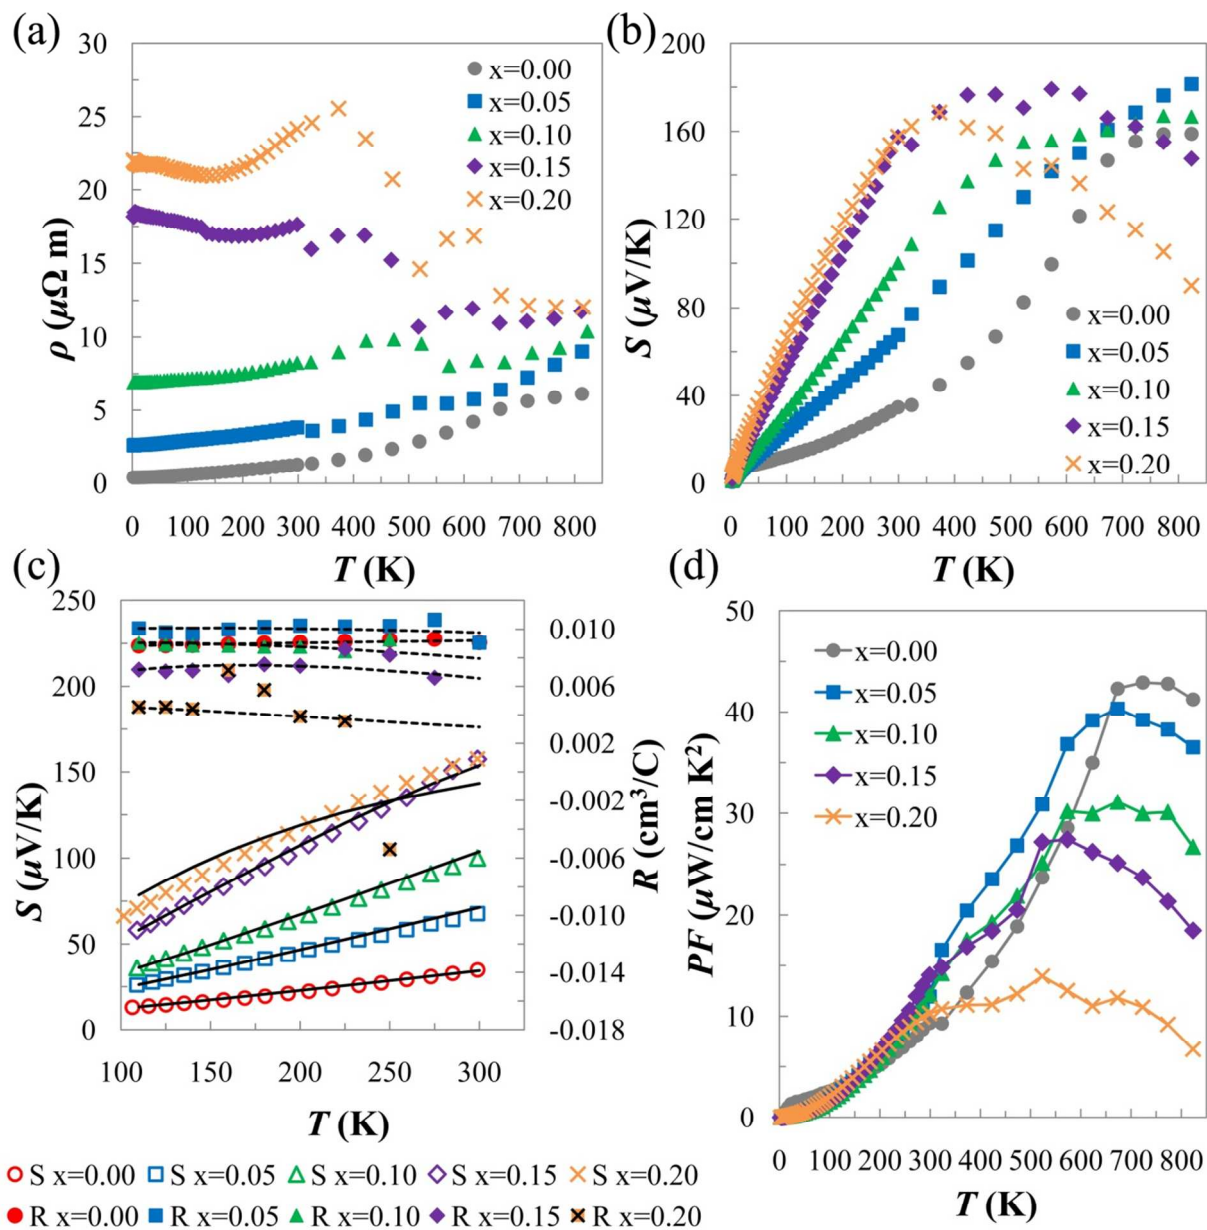 (a)
30
25
20
15
10
5
0
ρ (μΩ m)
x=0.00
x=0.05
x=0.10
x=0.15
x=0.20
0 100 200 300 400 500 600 700 800
T (K)
(b)
200
160
120
80
40
0
S (μV/K)
x=0.00
x=0.05
x=0.10
x=0.15
x=0.20
0 100 200 300 400 500 600 700 800
T (K)
(c)
250
200
150
100
50
0
S (μV/K)
0.010
0.006
0.002
-0.002
-0.006
-0.010
-0.014
-0.018
R (cm³/C)
100 150 200 250 300
T (K)
S x=0.00 S x=0.05 S x=0.10 S x=0.15 S x=0.20
R x=0.00 R x=0.05 R x=0.10 R x=0.15 R x=0.20
(d)
50
40
30
20
10
0
PF (μW/cm K²)
x=0.00
x=0.05
x=0.10
x=0.15
x=0.20
0 100 200 300 400 500 600 700 800
T (K)